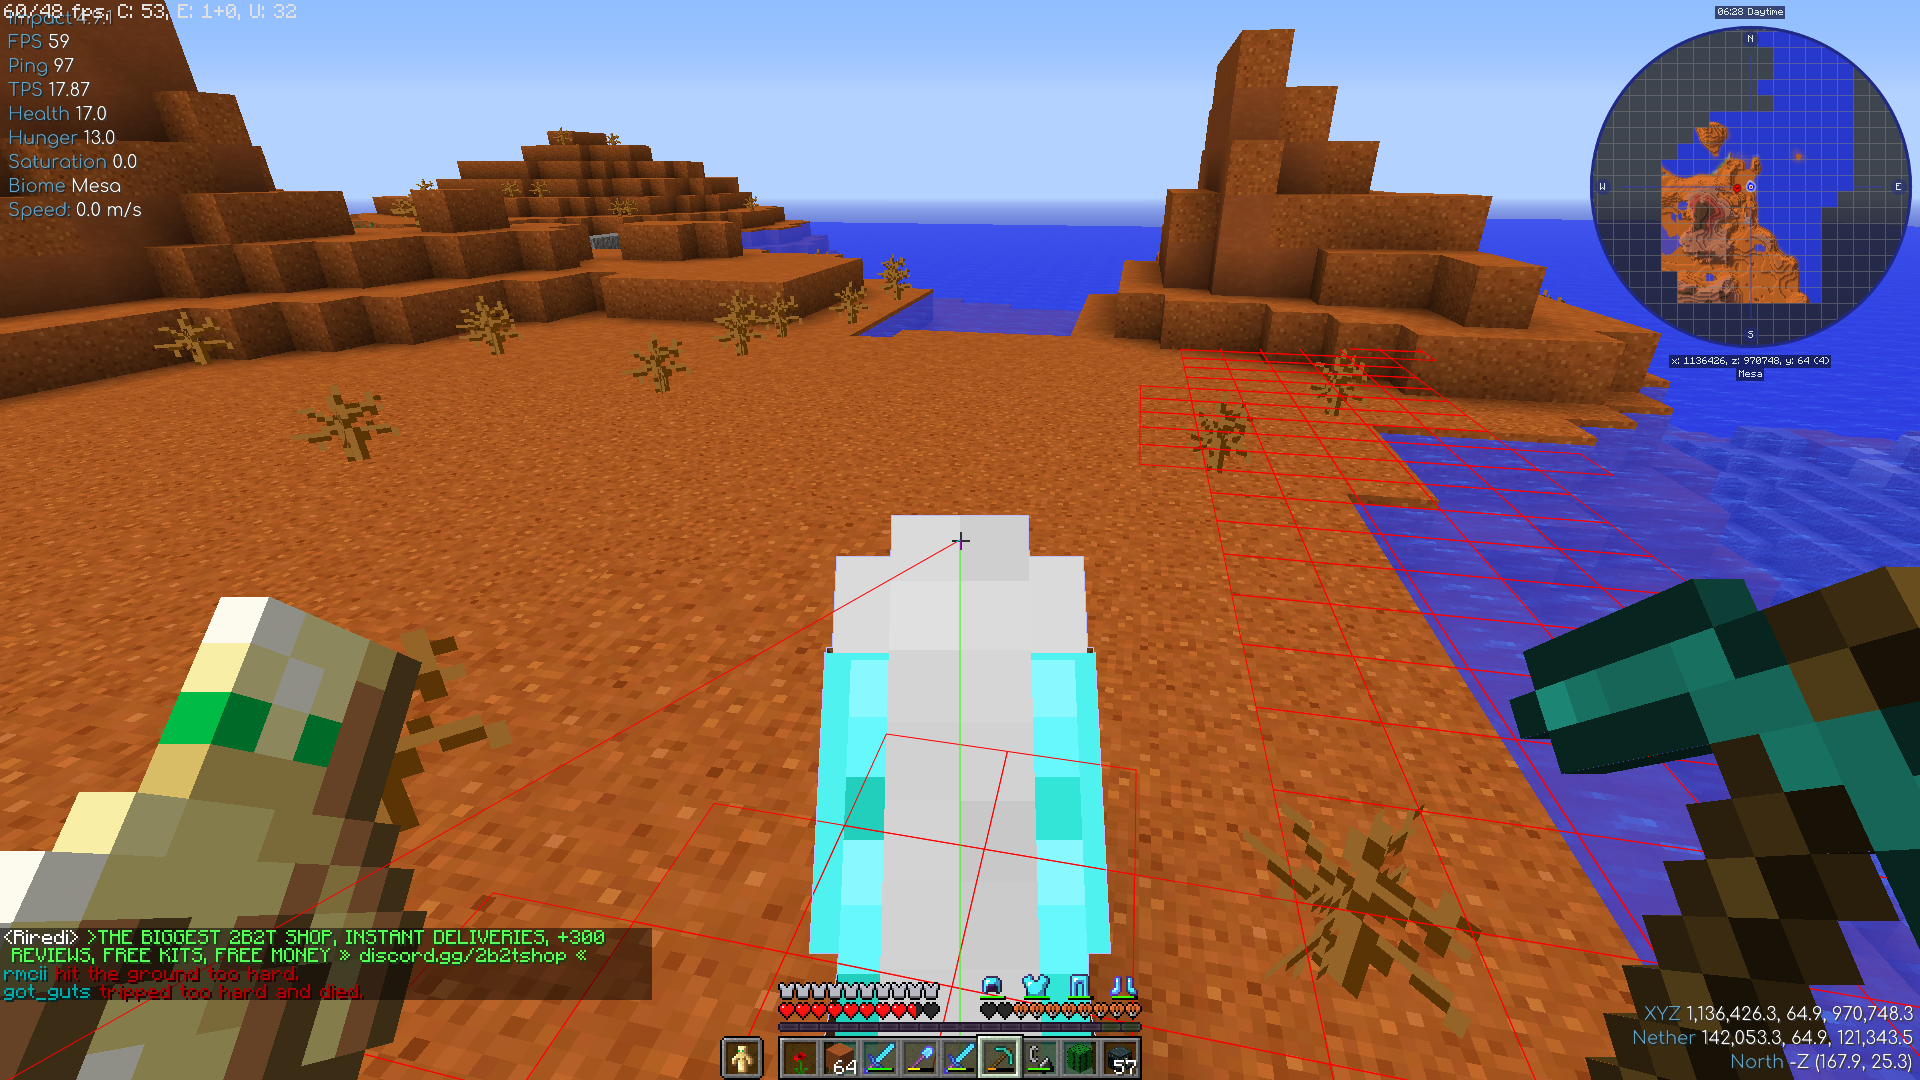 60/48 fps, C: 53, E: 1+0, U: 32
Impact 4.7.1
FPS 59
Ping 97
TPS 17.87
Health 17.0
Hunger 13.0
Saturation 0.0
Biome Mesa
Speed: 0.0 m/s
06:28 Daytime
N
W
E
S
x: 1136426, z: 970748, y: 64 (4)
Mesa
<Riredi> >THE BIGGEST 2B2T SHOP, INSTANT DELIVERIES, +300
REVIEWS, FREE KITS, FREE MONEY » discord.gg/2b2tshop «
rmcii hit the ground too hard.
got_guts tripped too hard and died.
XYZ 1,136,426.3, 64.9, 970,748.3
Nether 142,053.3, 64.9, 121,343.5
North -Z (167.9, 25.3)
64
57